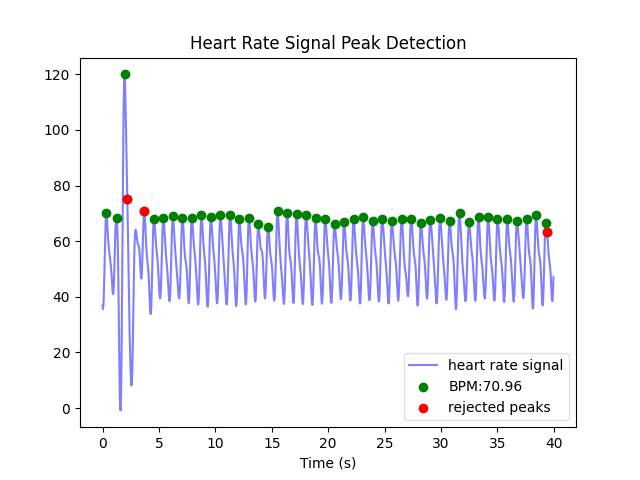 Heart Rate Signal Peak Detection
120
100
80
60
40
20
0
heart rate signal
BPM:70.96
rejected peaks
0 5 10 15 20 25 30 35 40
Time (s)